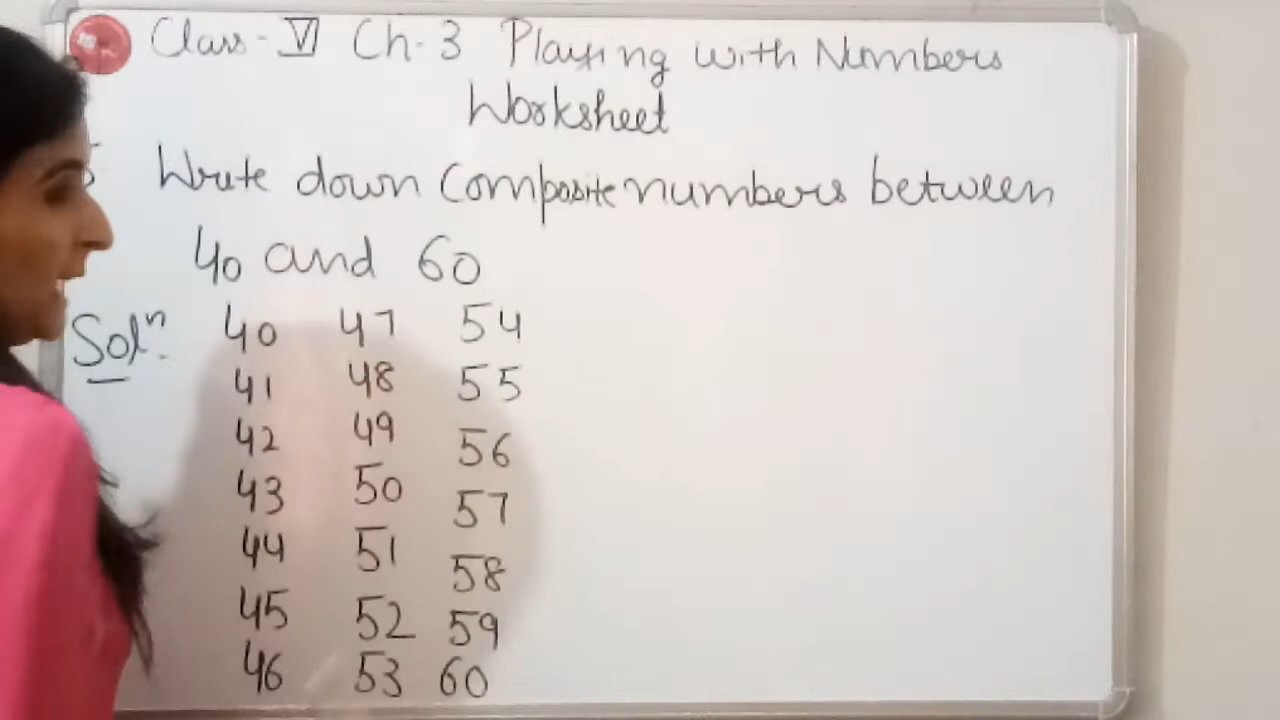 Class-VI Ch-3 Playing with Numbers
Worksheet
Write down Composite numbers between
40 and 60
Solⁿ. 40 47 54
41 48 55
42 49 56
43 50 57
44 51 58
45 52 59
46 53 60